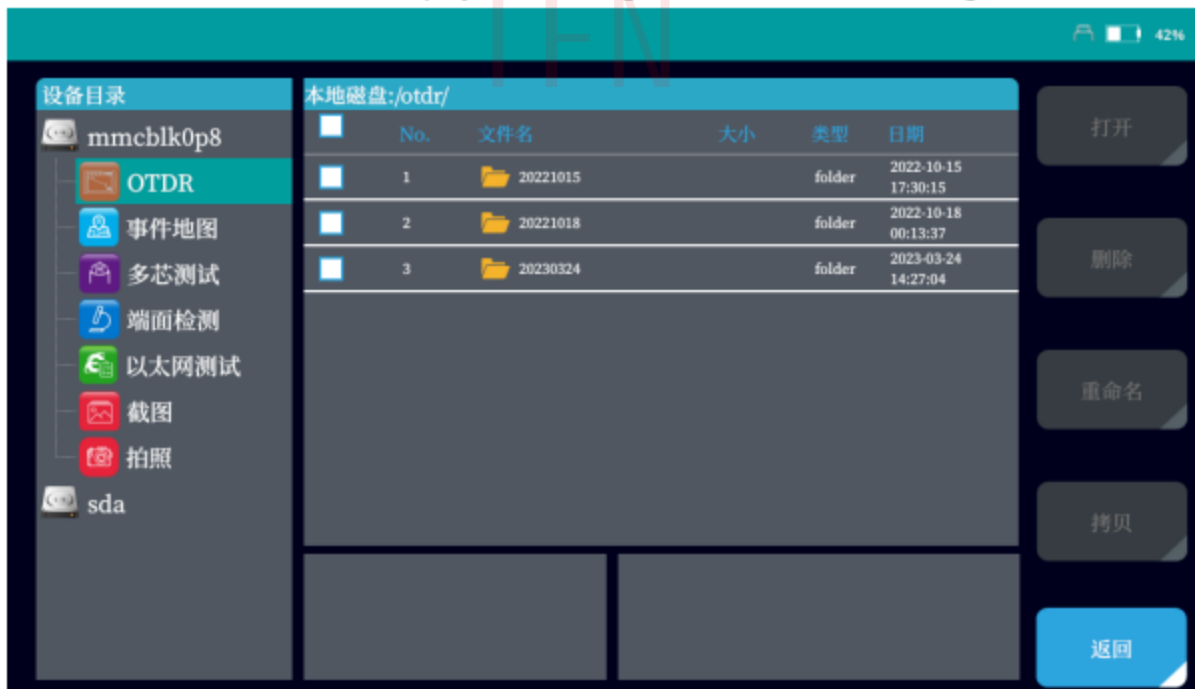 TFN
42%
设备目录
mmcblk0p8
OTDR
事件地图
多芯测试
端面检测
以太网测试
截图
拍照
sda
本地磁盘:/otdr/
No. 文件名 大小 类型 日期
1 20221015 folder 2022-10-15
17:30:15
2 20221018 folder 2022-10-18
00:13:37
3 20230324 folder 2023-03-24
14:27:04
打开
删除
重命名
拷贝
返回